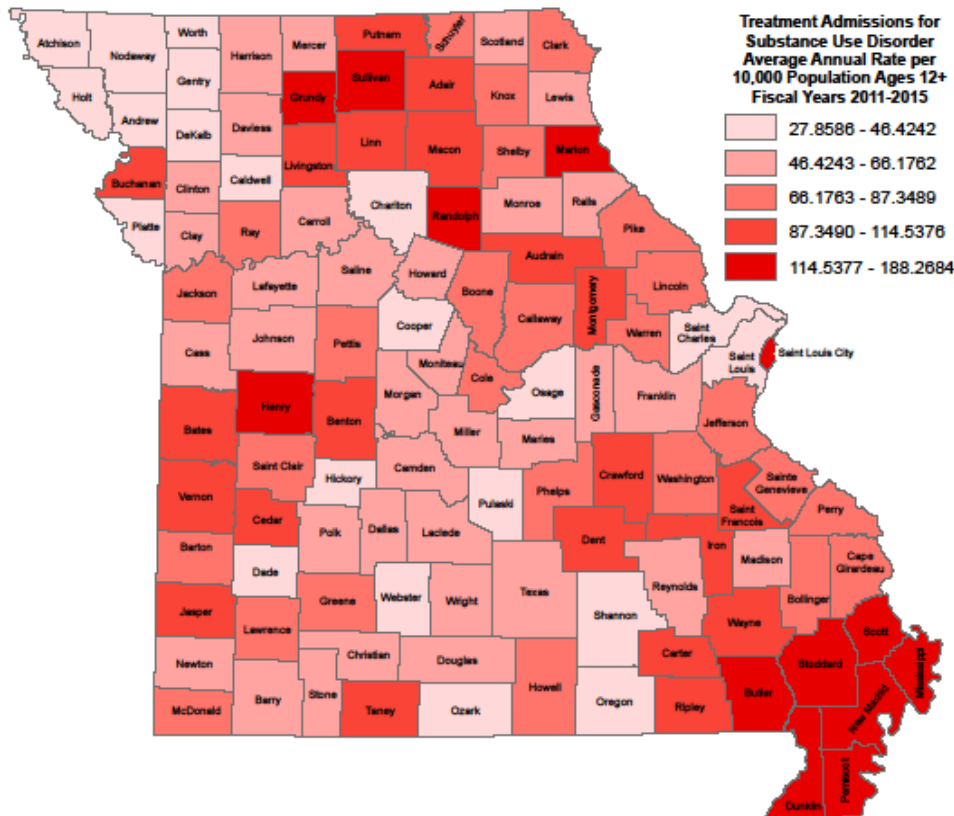 Treatment Admissions for
Substance Use Disorder
Average Annual Rate per
10,000 Population Ages 12+
Fiscal Years 2011-2015
27.8586 - 46.4242
46.4243 - 66.1762
66.1763 - 87.3489
87.3490 - 114.5376
114.5377 - 188.2684
Atchison
Nodaway
Worth
Harrison
Mercer
Putnam
Schuyler
Scotland
Clark
Holt
Gentry
Grundy
Sullivan
Adair
Knox
Lewis
Andrew
DeKalb
Daviess
Livingston
Linn
Macon
Shelby
Marion
Buchanan
Clinton
Caldwell
Chariton
Randolph
Monroe
Ralls
Platte
Clay
Ray
Carroll
Pike
Audrain
Jackson
Lafayette
Saline
Howard
Boone
Callaway
Montgomery
Lincoln
Warren
Saint
Charles
Saint
Louis
Saint Louis City
Cass
Johnson
Pettis
Cooper
Moniteau
Cole
Osage
Gasconade
Franklin
Jefferson
Bates
Henry
Benton
Morgan
Miller
Maries
Saint Clair
Hickory
Camden
Pulaski
Phelps
Crawford
Washington
Sainte
Genevieve
Saint
Francois
Perry
Vernon
Cedar
Polk
Dallas
Laclede
Dent
Iron
Madison
Cape
Girardeau
Barton
Dade
Greene
Webster
Wright
Texas
Shannon
Reynolds
Bollinger
Jasper
Lawrence
Wayne
Scott
Newton
Christian
Douglas
Howell
Carter
Butler
Stoddard
Mississippi
McDonald
Barry
Stone
Taney
Ozark
Oregon
Ripley
New Madrid
Dunklin
Pemiscot